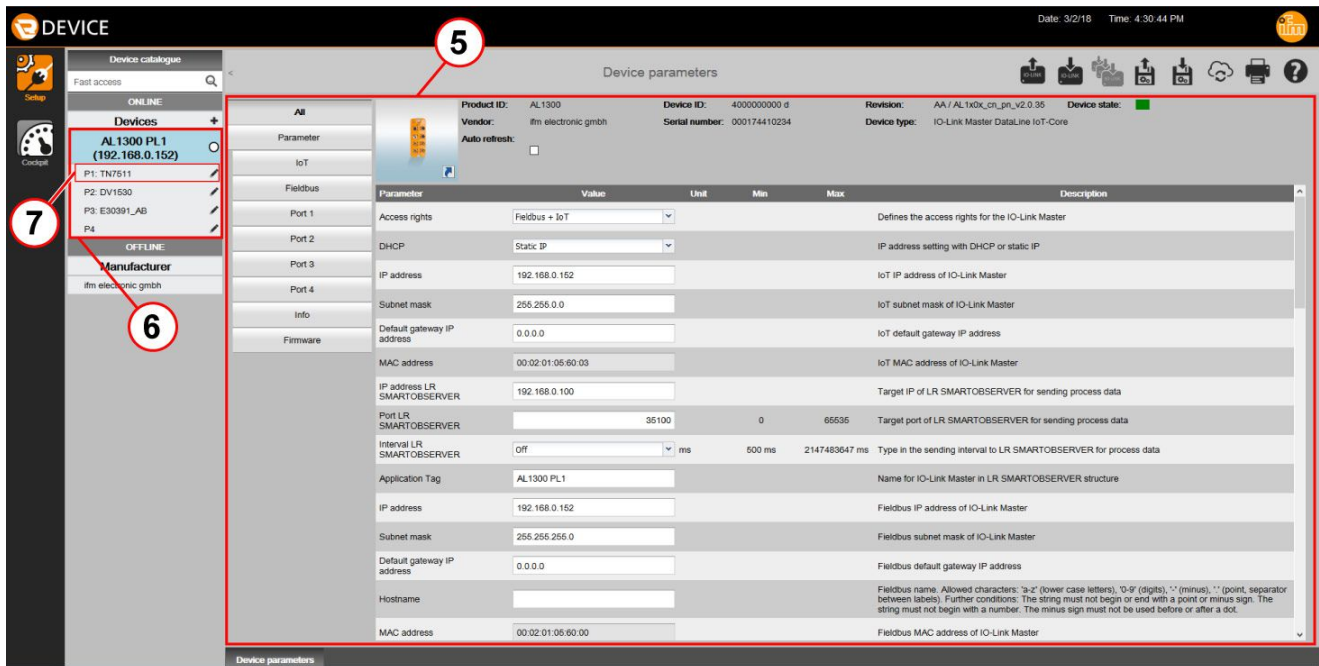 DEVICE
Date: 3/2/18 Time: 4:30:44 PM
ifm
5
Setup
Cockpit
Device catalogue
Fast access
ONLINE
Devices +
AL1300 PL1
(192.168.0.152)
P1: TN7511
P2: DV1530
P3: E30391_AB
P4
OFFLINE
Manufacturer
ifm electronic gmbh
7
6
< Device parameters
IO-LINK IO-LINK ?
All
Parameter
IoT
Fieldbus
Port 1
Port 2
Port 3
Port 4
Info
Firmware
Product ID: AL1300 Device ID: 4000000000 d Revision: AA / AL1x0x_cn_pn_v2.0.35 Device state:
Vendor: ifm electronic gmbh Serial number: 000174410234 Device type: IO-Link Master DataLine IoT-Core
Auto refresh:
Parameter Value Unit Min Max Description
Access rights Fieldbus + IoT Defines the access rights for the IO-Link Master
DHCP Static IP IP address setting with DHCP or static IP
IP address 192.168.0.152 IoT IP address of IO-Link Master
Subnet mask 255.255.0.0 IoT subnet mask of IO-Link Master
Default gateway IP
address 0.0.0.0 IoT default gateway IP address
MAC address 00:02:01:05:60:03 IoT MAC address of IO-Link Master
IP address LR
SMARTOBSERVER 192.168.0.100 Target IP of LR SMARTOBSERVER for sending process data
Port LR
SMARTOBSERVER 35100 0 65535 Target port of LR SMARTOBSERVER for sending process data
Interval LR
SMARTOBSERVER Off ms 500 ms 2147483647 ms Type in the sending interval to LR SMARTOBSERVER for process data
Application Tag AL1300 PL1 Name for IO-Link Master in LR SMARTOBSERVER structure
IP address 192.168.0.152 Fieldbus IP address of IO-Link Master
Subnet mask 255.255.255.0 Fieldbus subnet mask of IO-Link Master
Default gateway IP
address 0.0.0.0 Fieldbus default gateway IP address
Hostname Fieldbus name. Allowed characters: 'a-z' (lower case letters), '0-9' (digits), '-' (minus), '.' (point, separator
between labels). Further conditions: The string must not begin or end with a point or minus sign. The
string must not begin with a number. The minus sign must not be used before or after a dot.
MAC address 00:02:01:05:60:00 Fieldbus MAC address of IO-Link Master
Device parameters